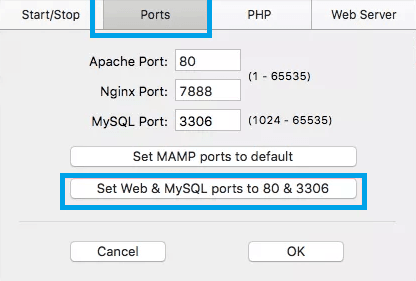 Start/Stop Ports PHP Web Server
Apache Port: 80
(1 - 65535)
Nginx Port: 7888
MySQL Port: 3306 (1024 - 65535)
Set MAMP ports to default
Set Web & MySQL ports to 80 & 3306
Cancel OK